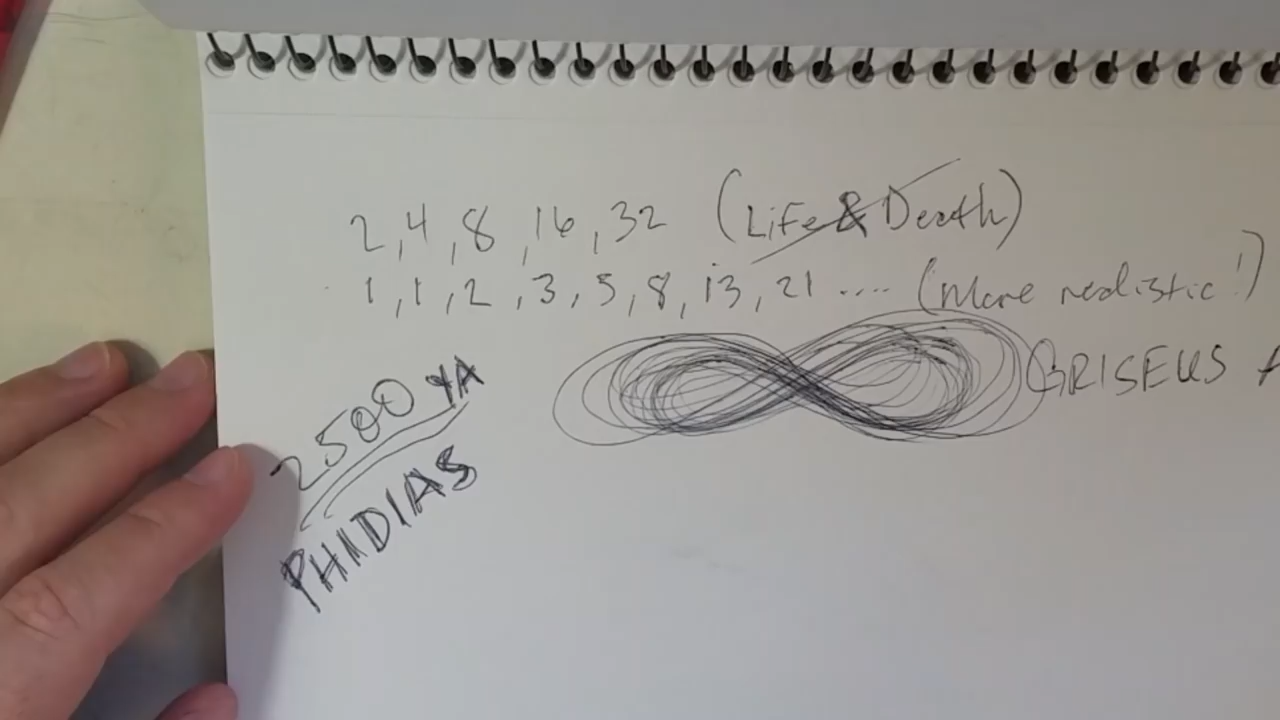 2, 4, 8, 16, 32 (Life & Death)
1, 1, 2, 3, 5, 8, 13, 21 .... (More realistic!)
GRISEUS
2500 YA
PHIDIAS